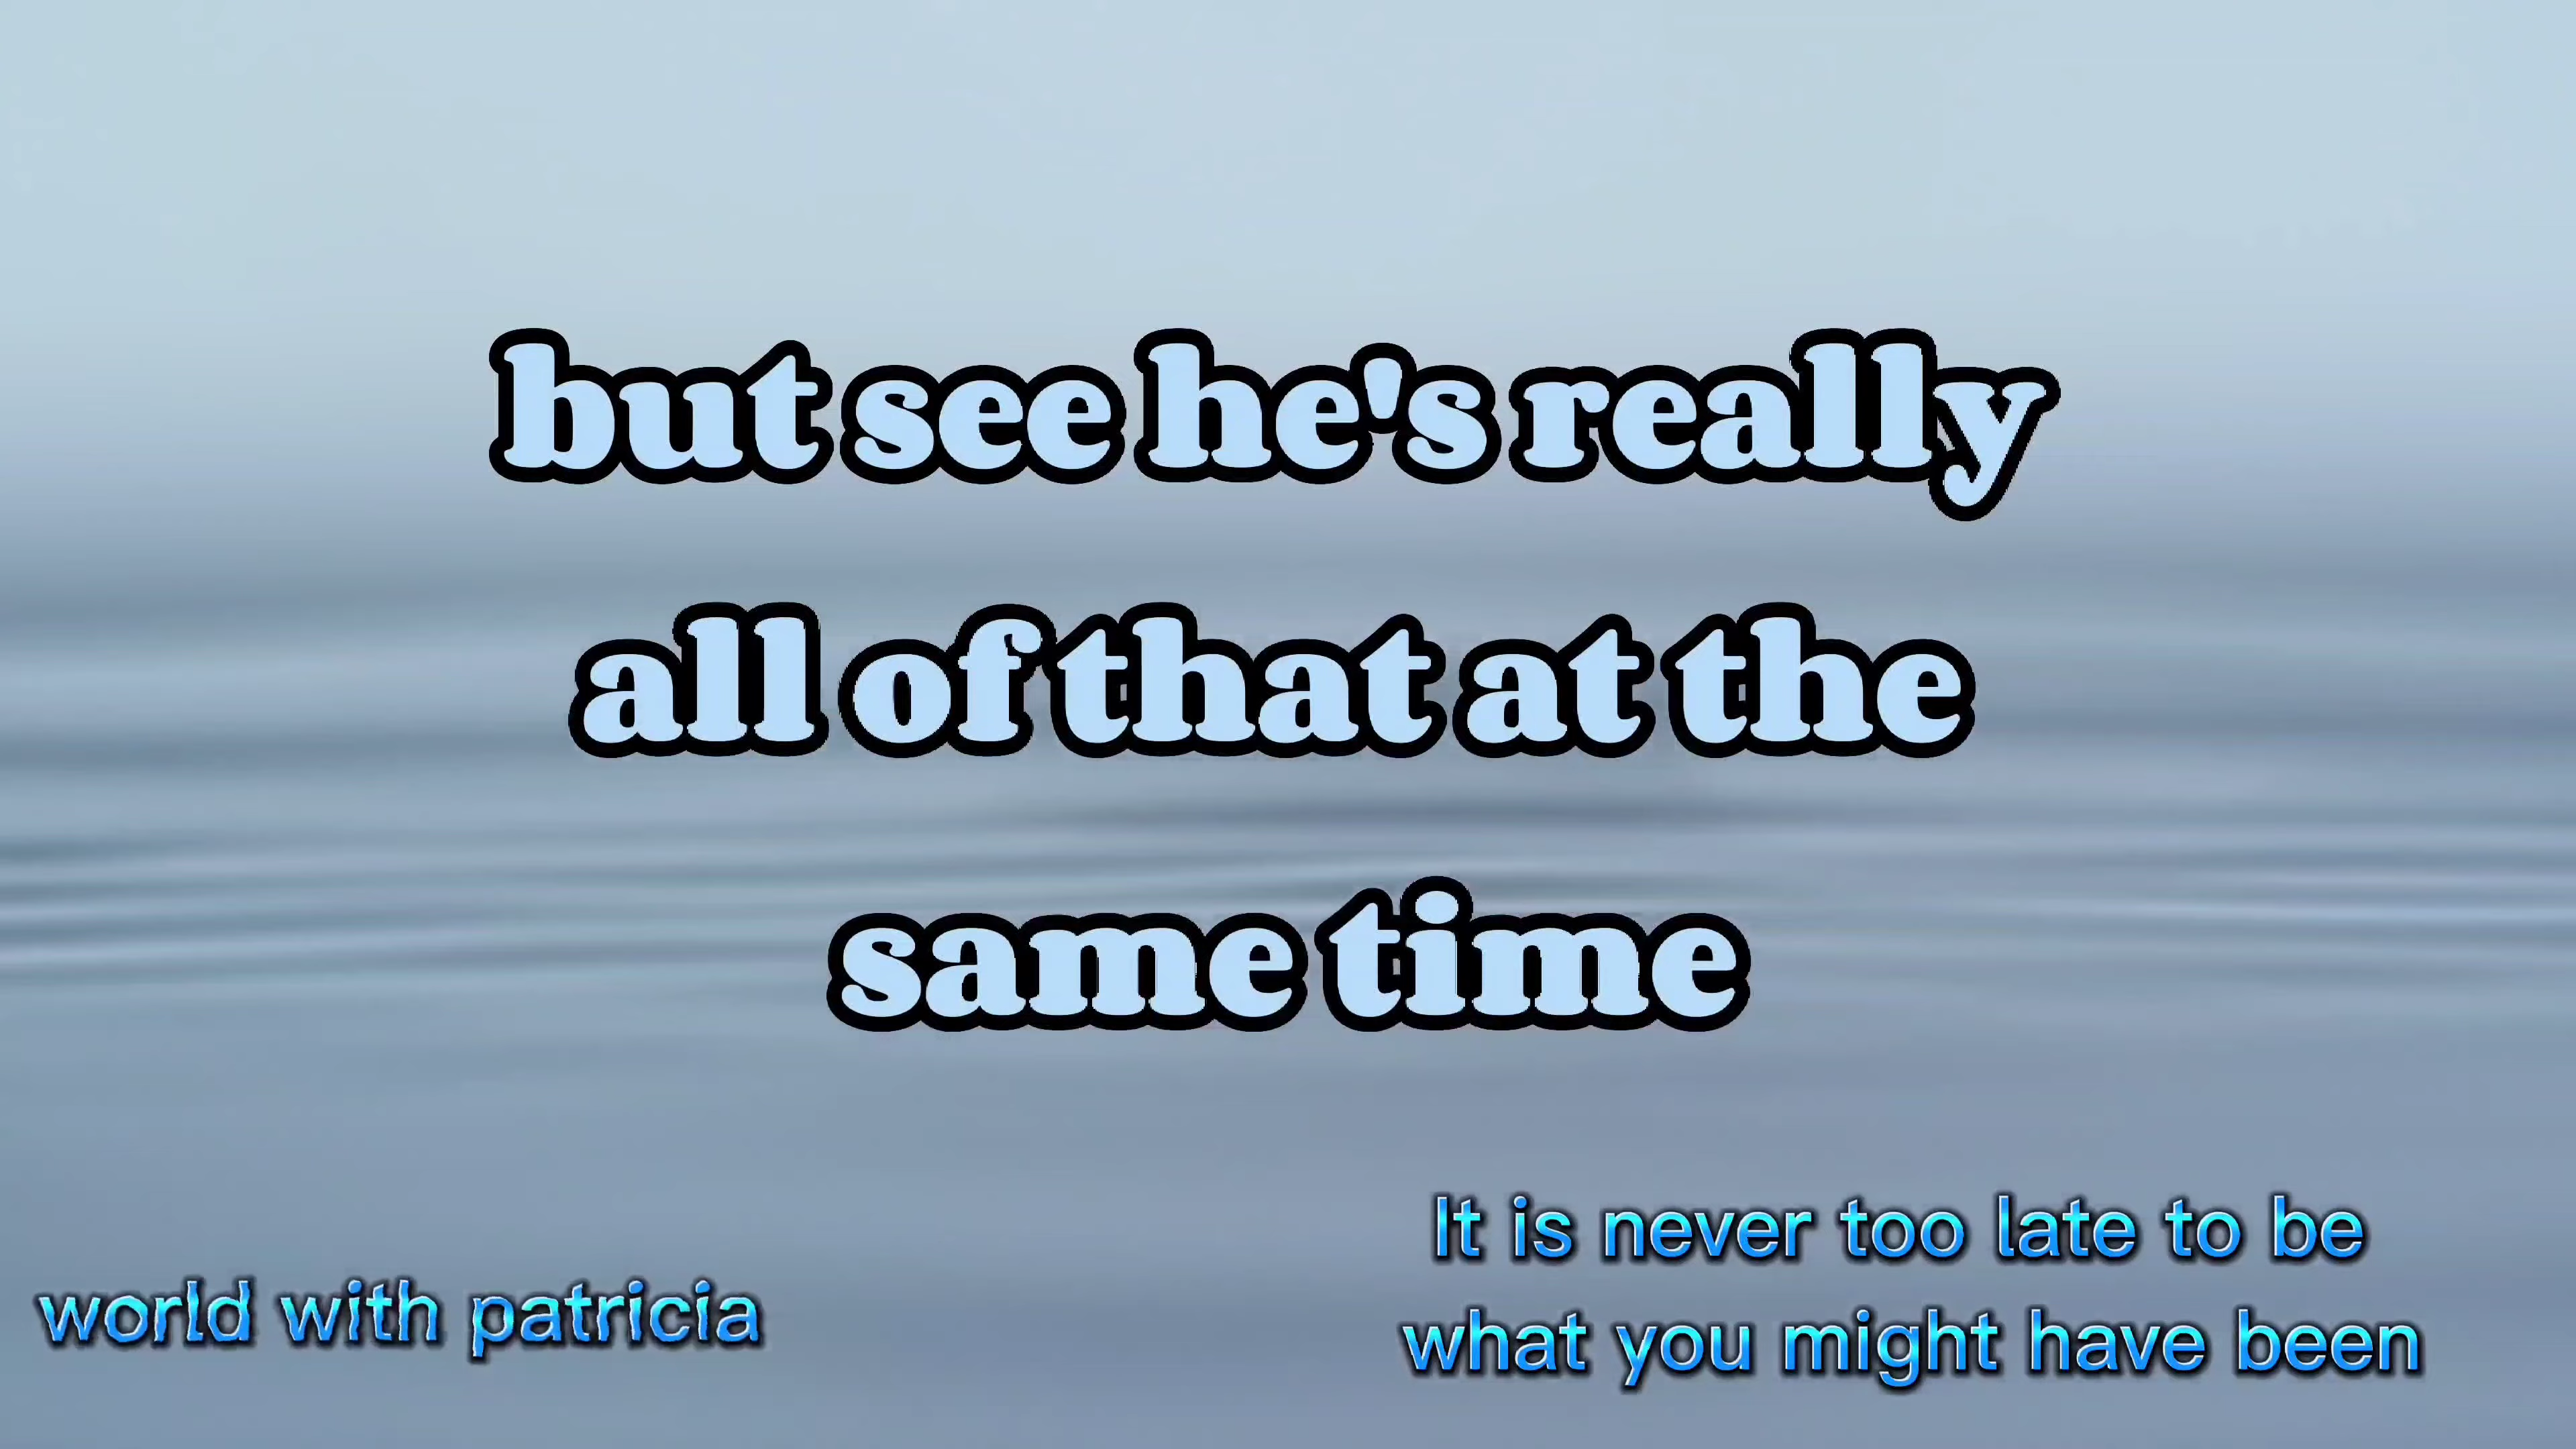 but see he's really
all of that at the
same time
world with patricia
It is never too late to be
what you might have been